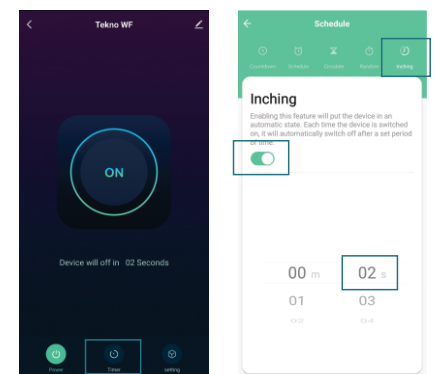 Tekno WF
ON
Device will off in 02 Seconds
Power
Timer
setting
Schedule
Countdown
Schedule
Circulate
Random
Inching
Inching
Enabling this feature will put the device in an
automatic state. Each time the device is switched
on, it will automatically switch off after a set period
of time.
00 m
02 s
01
03
02
04